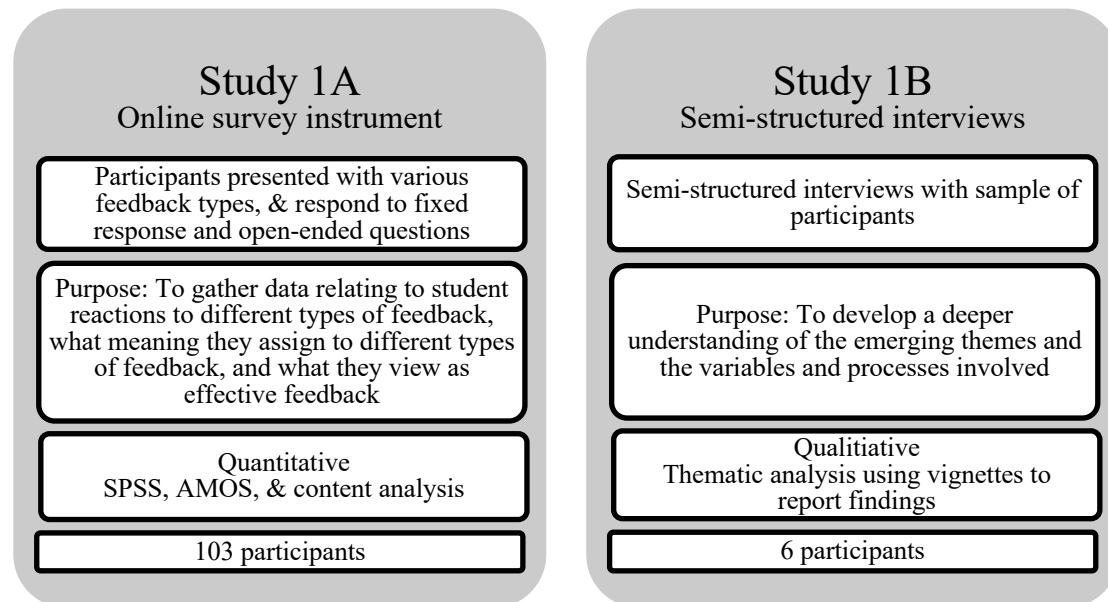 Study 1A
Online survey instrument
Participants presented with various
feedback types, & respond to fixed
response and open-ended questions
Purpose: To gather data relating to student
reactions to different types of feedback,
what meaning they assign to different types
of feedback, and what they view as
effective feedback
Quantitative
SPSS, AMOS, & content analysis
103 participants
Study 1B
Semi-structured interviews
Semi-structured interviews with sample of
participants
Purpose: To develop a deeper
understanding of the emerging themes and
the variables and processes involved
Qualitiative
Thematic analysis using vignettes to
report findings
6 participants